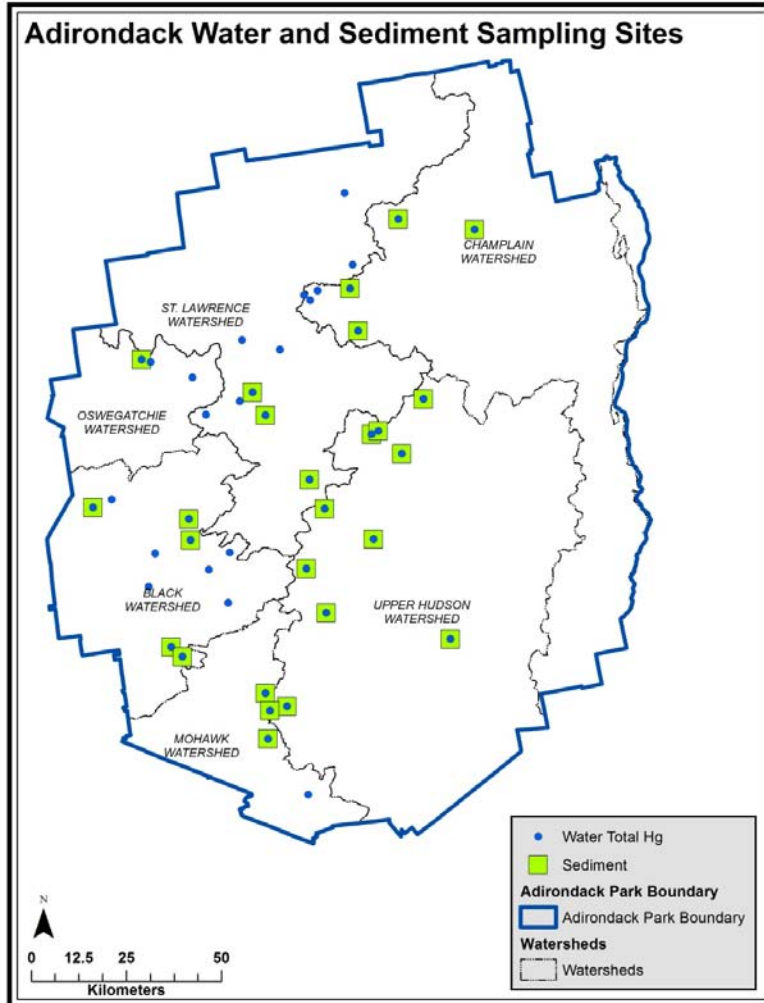 Adirondack Water and Sediment Sampling Sites
CHAMPLAIN
WATERSHED
ST. LAWRENCE
WATERSHED
OSWEGATCHIE
WATERSHED
BLACK
WATERSHED
UPPER HUDSON
WATERSHED
MOHAWK
WATERSHED
Water Total Hg
Sediment
Adirondack Park Boundary
Adirondack Park Boundary
Watersheds
Watersheds
N
0 12.5 25 50
Kilometers